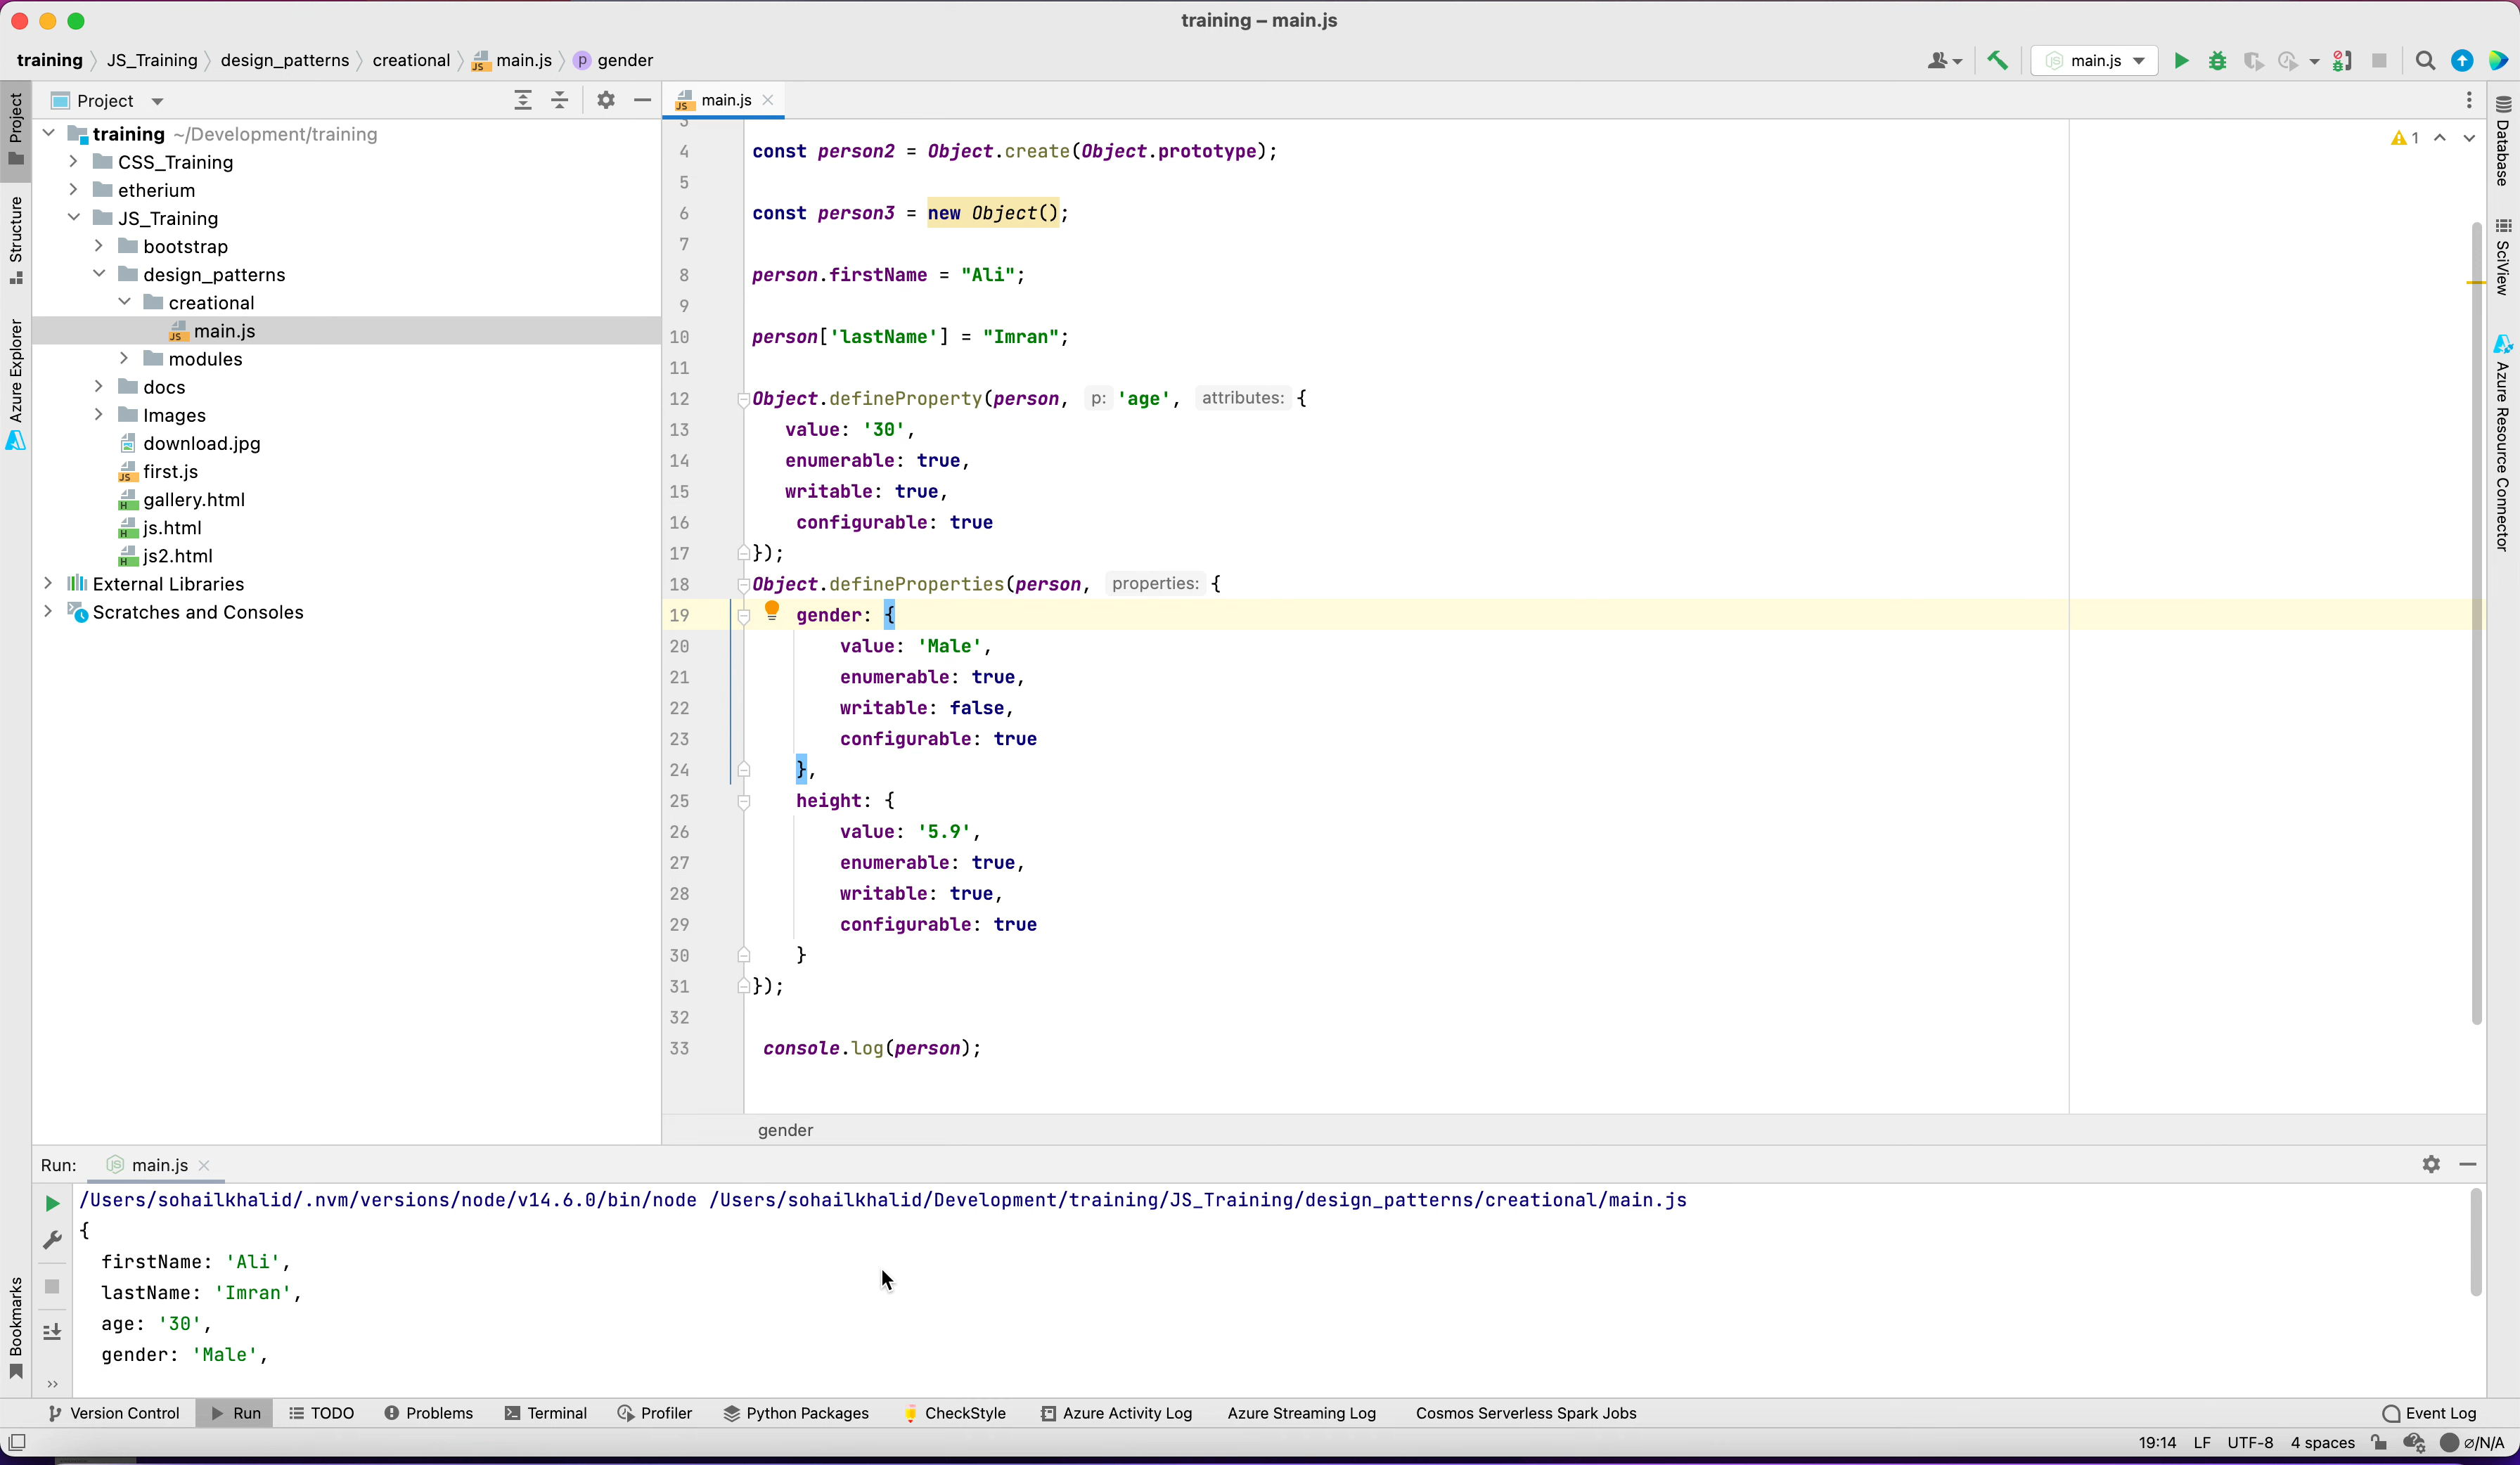 training – main.js
training JS_Training design_patterns creational main.js p gender
main.js
Project
main.js
training ~/Development/training
CSS_Training
etherium
JS_Training
bootstrap
design_patterns
creational
main.js
modules
docs
Images
download.jpg
first.js
gallery.html
js.html
js2.html
External Libraries
Scratches and Consoles
Project
Structure
Azure Explorer
Bookmarks
1
3
4 const person2 = Object.create(Object.prototype);
5
6 const person3 = new Object();
7
8 person.firstName = "Ali";
9
10 person['lastName'] = "Imran";
11
12 Object.defineProperty(person, p: 'age', attributes: {
13 value: '30',
14 enumerable: true,
15 writable: true,
16 configurable: true
17 });
18 Object.defineProperties(person, properties: {
19 gender: {
20 value: 'Male',
21 enumerable: true,
22 writable: false,
23 configurable: true
24 },
25 height: {
26 value: '5.9',
27 enumerable: true,
28 writable: true,
29 configurable: true
30 }
31 });
32
33 console.log(person);
gender
Database
SciView
Azure Resource Connector
Run: main.js
/Users/sohailkhalid/.nvm/versions/node/v14.6.0/bin/node /Users/sohailkhalid/Development/training/JS_Training/design_patterns/creational/main.js
{
firstName: 'Ali',
lastName: 'Imran',
age: '30',
gender: 'Male',
Version Control Run TODO Problems Terminal Profiler Python Packages CheckStyle Azure Activity Log Azure Streaming Log Cosmos Serverless Spark Jobs Event Log
19:14 LF UTF-8 4 spaces ⌀/N/A